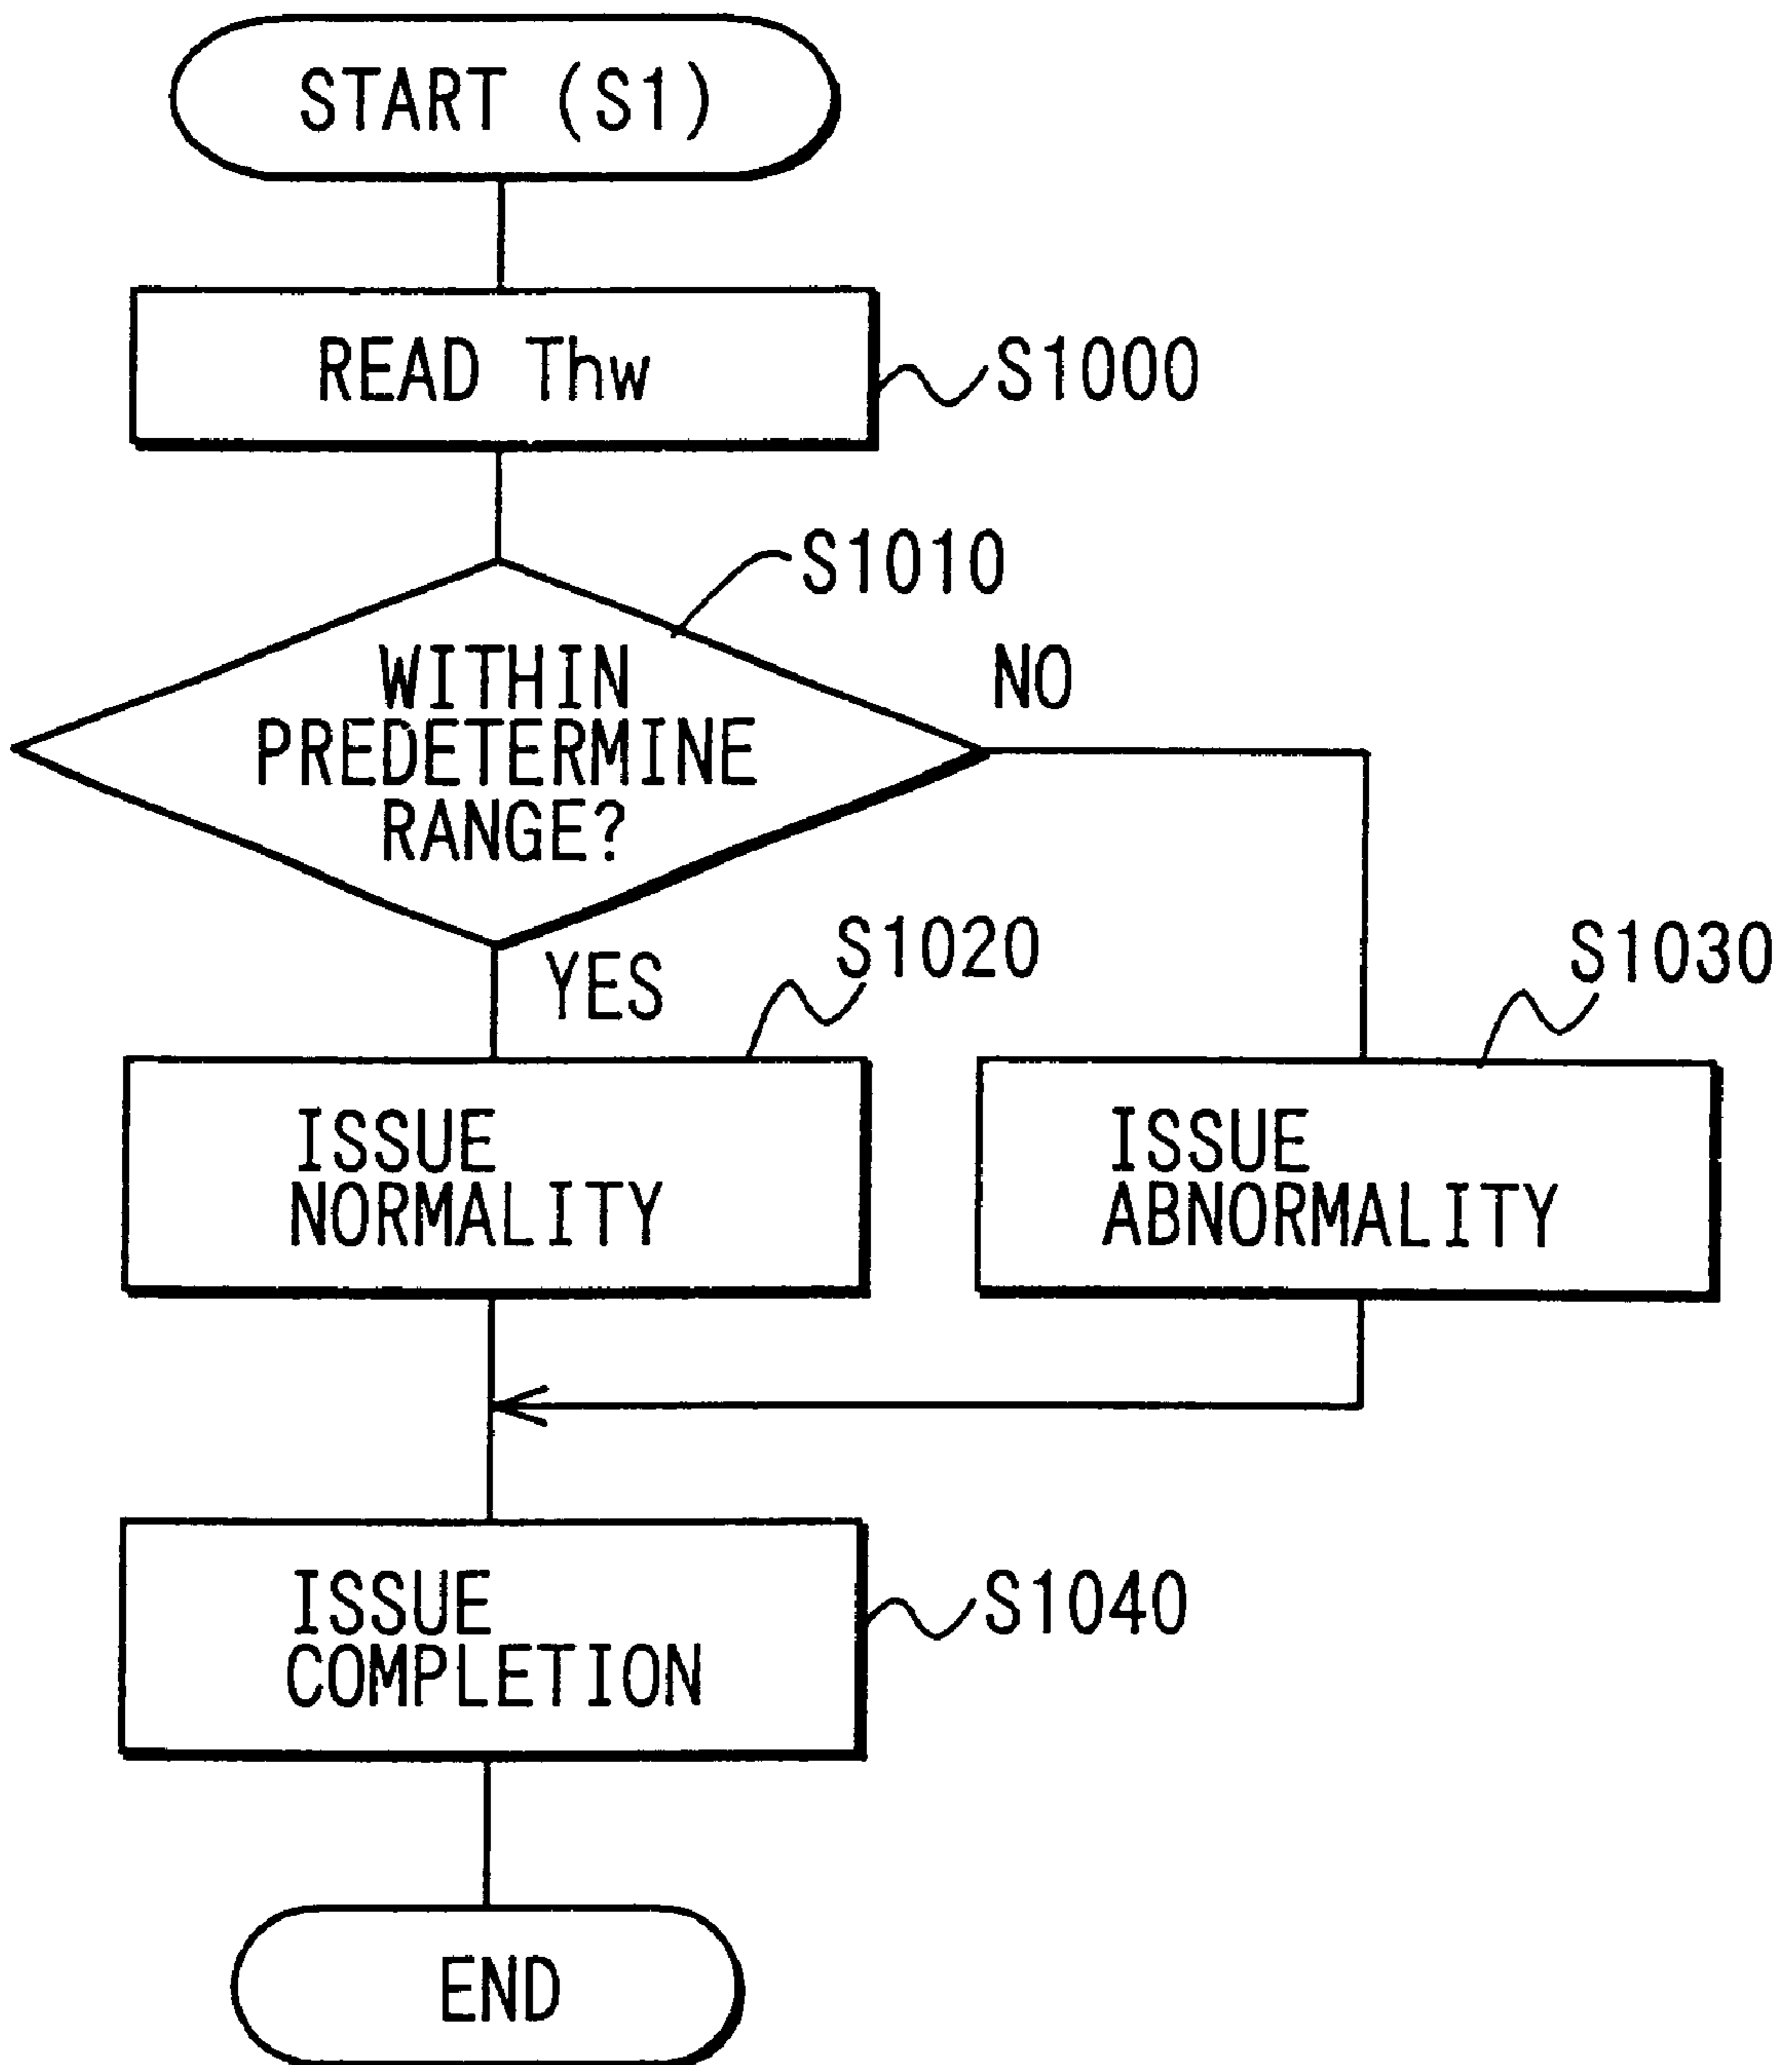 START (S1)
READ Thw
S1000
S1010
WITHIN
PREDETERMINE
RANGE?
NO
YES
S1020
S1030
ISSUE
NORMALITY
ISSUE
ABNORMALITY
ISSUE
COMPLETION
S1040
END